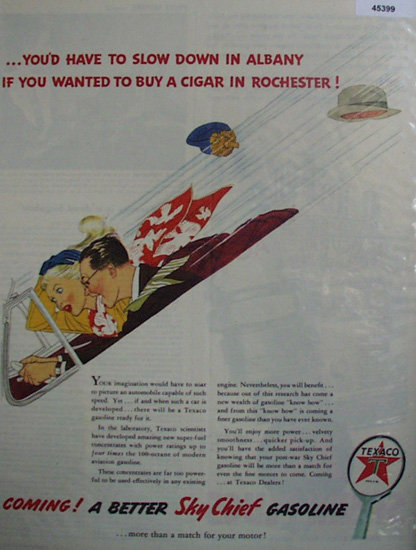 45399
...YOU'D HAVE TO SLOW DOWN IN ALBANY
IF YOU WANTED TO BUY A CIGAR IN ROCHESTER!
YOUR imagination would have to soar
to picture an automobile capable of such
speed. Yet... if and when such a car is
developed... there will be a Texaco
gasoline ready for it.
In the laboratory, Texaco scientists
have developed amazing new super-fuel
concentrates with power ratings up to
four times the 100-octane of modern
aviation gasoline.
These concentrates are far too power-
ful to be used effectively in any existing
engine. Nevertheless, you will benefit...
because out of this research has come a
new wealth of gasoline "know how"...
and from this "know how" is coming a
finer gasoline than you have ever known.
You'll enjoy more power... velvety
smoothness... quicker pick-up. And
you'll have the added satisfaction of
knowing that your post-war Sky Chief
gasoline will be more than a match for
even the finest motors to come. Coming
...at Texaco Dealers!
TEXACO
T
COMING! A BETTER Sky Chief GASOLINE
...more than a match for your motor!